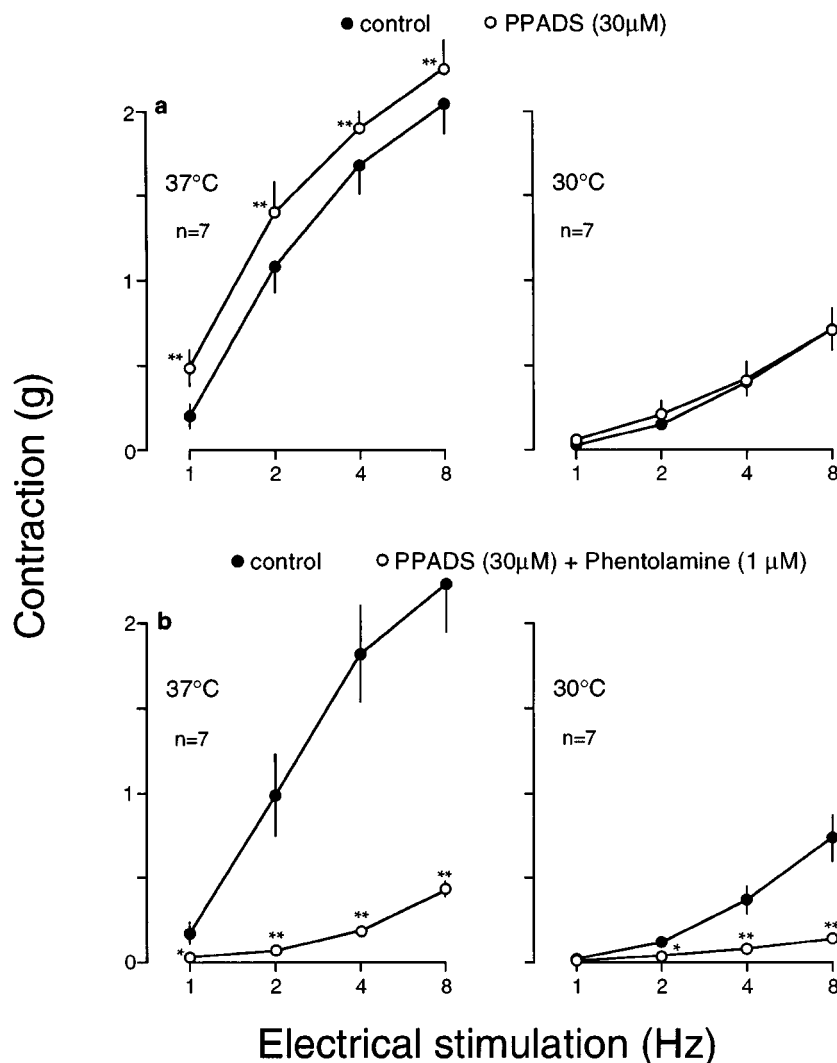 control PPADS (30µM)
a
2
37°C 30°C
n=7 n=7
1
0
** ** ** **
1 2 4 8 1 2 4 8
Contraction (g)
control PPADS (30µM) + Phentolamine (1 µM)
b
2
37°C 30°C
n=7 n=7
1
0
* ** ** ** * ** **
1 2 4 8 1 2 4 8
Electrical stimulation (Hz)